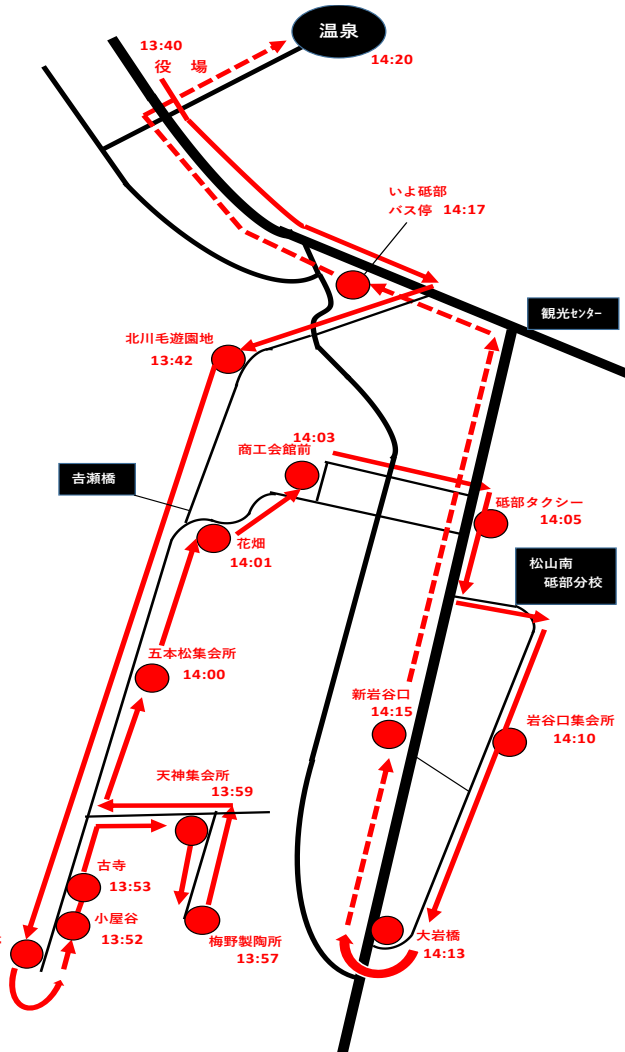 温泉
13:40
役 場
14:20
いよ砥部
バス停 14:17
観光センター
北川毛遊園地
13:42
14:03
商工会館前
吉瀬橋
砥部タクシー
14:05
花畑
14:01
松山南
砥部分校
五本松集会所
14:00
新岩谷口
14:15
岩谷口集会所
14:10
天神集会所
13:59
古寺
13:53
小屋谷
13:52
梅野製陶所
13:57
大岩橋
14:13